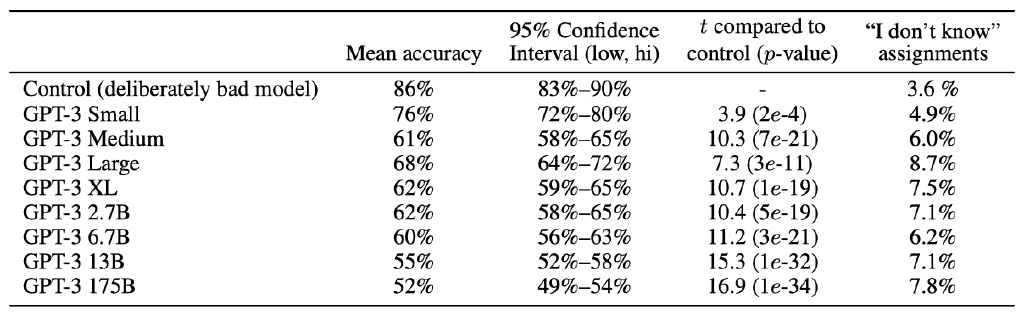 Mean accuracy 95% Confidence Interval (low, hi) t compared to control (p-value) “I don’t know” assignments
Control (deliberately bad model) 86% 83%–90% - 3.6 %
GPT-3 Small 76% 72%–80% 3.9 (2e-4) 4.9%
GPT-3 Medium 61% 58%–65% 10.3 (7e-21) 6.0%
GPT-3 Large 68% 64%–72% 7.3 (3e-11) 8.7%
GPT-3 XL 62% 59%–65% 10.7 (1e-19) 7.5%
GPT-3 2.7B 62% 58%–65% 10.4 (5e-19) 7.1%
GPT-3 6.7B 60% 56%–63% 11.2 (3e-21) 6.2%
GPT-3 13B 55% 52%–58% 15.3 (1e-32) 7.1%
GPT-3 175B 52% 49%–54% 16.9 (1e-34) 7.8%